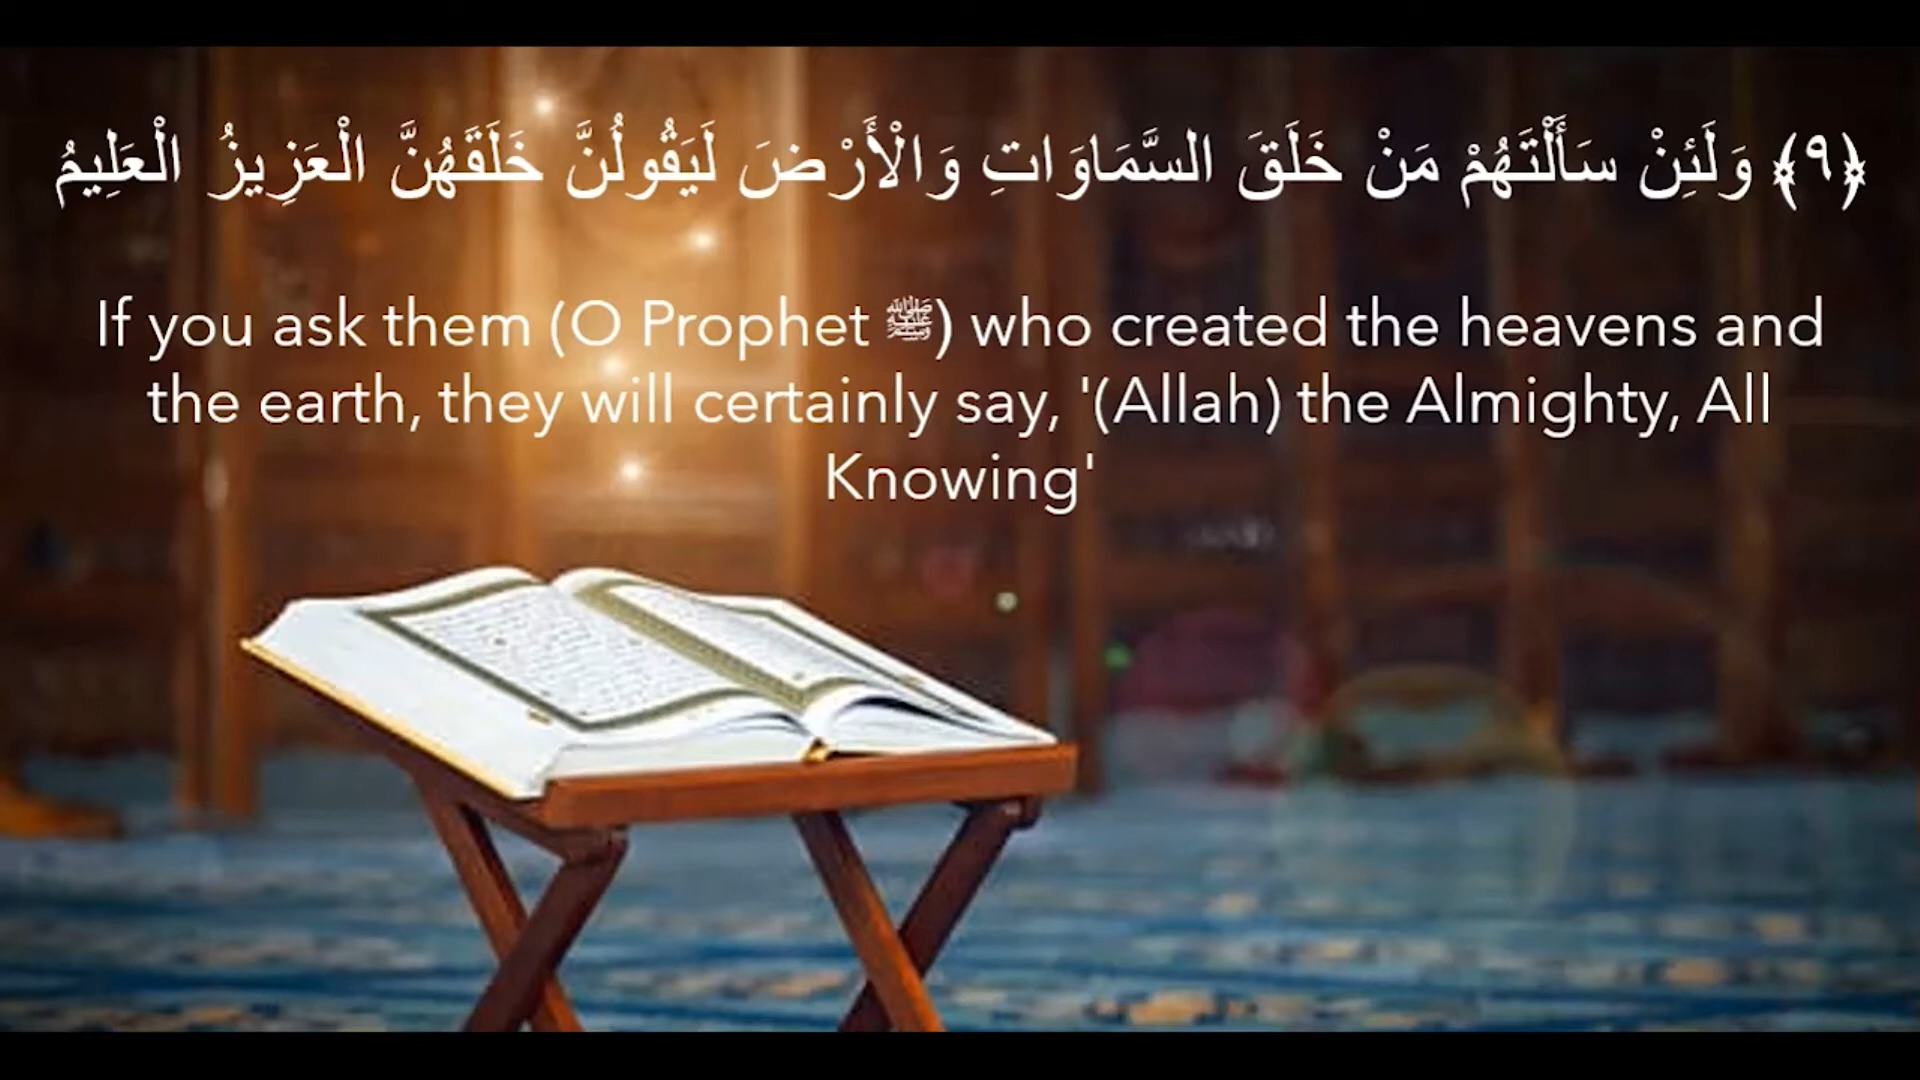 ﴿٩﴾ وَلَئِنْ سَأَلْتَهُمْ مَنْ خَلَقَ السَّمَاوَاتِ وَالْأَرْضَ لَيَقُولُنَّ خَلَقَهُنَّ الْعَزِيزُ الْعَلِيمُ
If you ask them (O Prophet ﷺ) who created the heavens and
the earth, they will certainly say, '(Allah) the Almighty, All
Knowing'